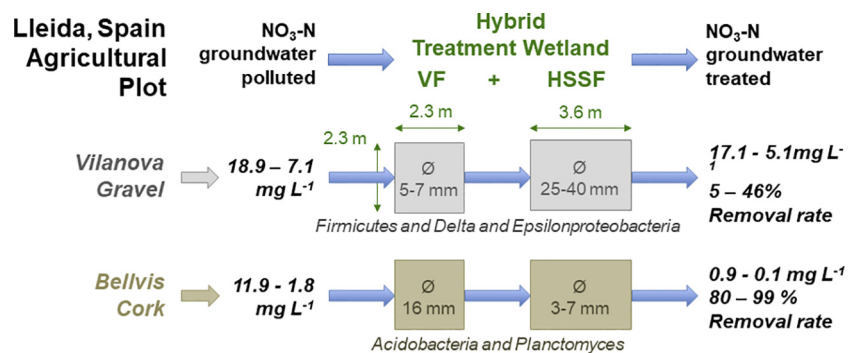 Lleida, Spain
Agricultural
Plot
NO₃-N
groundwater
polluted
Hybrid
Treatment Wetland
VF + HSSF
NO₃-N
groundwater
treated
2.3 m
3.6 m
2.3 m
Vilanova
Gravel
18.9 – 7.1
mg L⁻¹
Ø
5-7 mm
Ø
25-40 mm
17.1 - 5.1mg L⁻
¹
5 – 46%
Removal rate
Firmicutes and Delta and Epsilonproteobacteria
Bellvis
Cork
11.9 - 1.8
mg L⁻¹
Ø
16 mm
Ø
3-7 mm
0.9 - 0.1 mg L⁻¹
80 – 99 %
Removal rate
Acidobacteria and Planctomyces